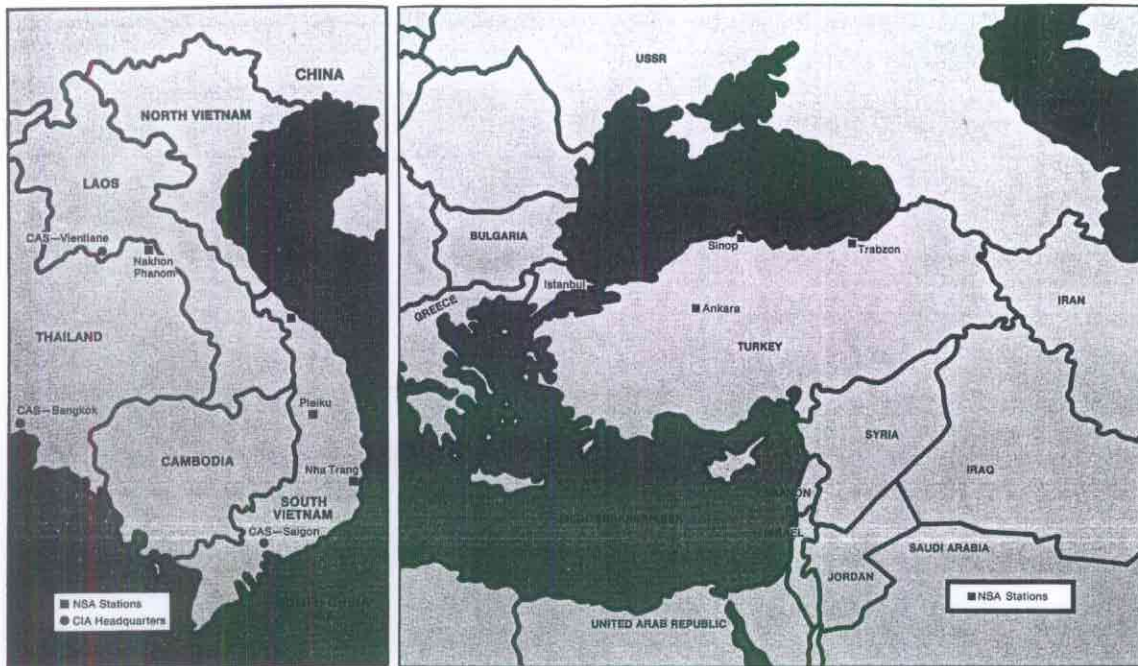 CHINA
NORTH VIETNAM
LAOS
CAS—Vientiane
Nakhon
Phanom
THAILAND
CAS—Bangkok
Pleiku
CAMBODIA
Nha Trang
SOUTH
VIETNAM
CAS—Saigon
■ NSA Stations
● CIA Headquarters
USSR
BULGARIA
Sinop
Trabzon
Istanbul
GREECE
Ankara
IRAN
TURKEY
SYRIA
IRAQ
ISRAEL
SAUDI ARABIA
JORDAN
■ NSA Stations
UNITED ARAB REPUBLIC